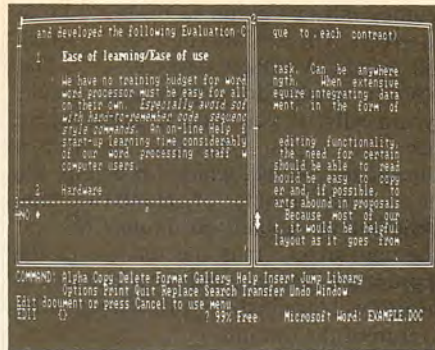 1
and developed the following Evaluation C
1. Ease of learning/Ease of use
We have no training budget for word
word processor must be easy for all
on their own. Especially avoid sof
with hard-to-remember code sequenc
style commands. An on-line Help f
start-up learning time considerably
of our word processing staff w
computer users.
2. Hardware
2
que to each contract)
task. Can be anywhere
ngth. When extensive
equire integrating data
ment, in the form of
editing functionality,
the need for certain
should be able to read
hould be easy to copy
er and, if possible, to
arts abound in proposals
Because most of our
t, it would be helpful
layout as it goes from
COMMAND: Alpha Copy Delete Format Gallery Help Insert Jump Library
Options Print Quit Replace Search Transfer Undo Window
Edit document or press Cancel to use menu
EDIT {} ? 99% Free Microsoft Word: EXAMPLE.DOC